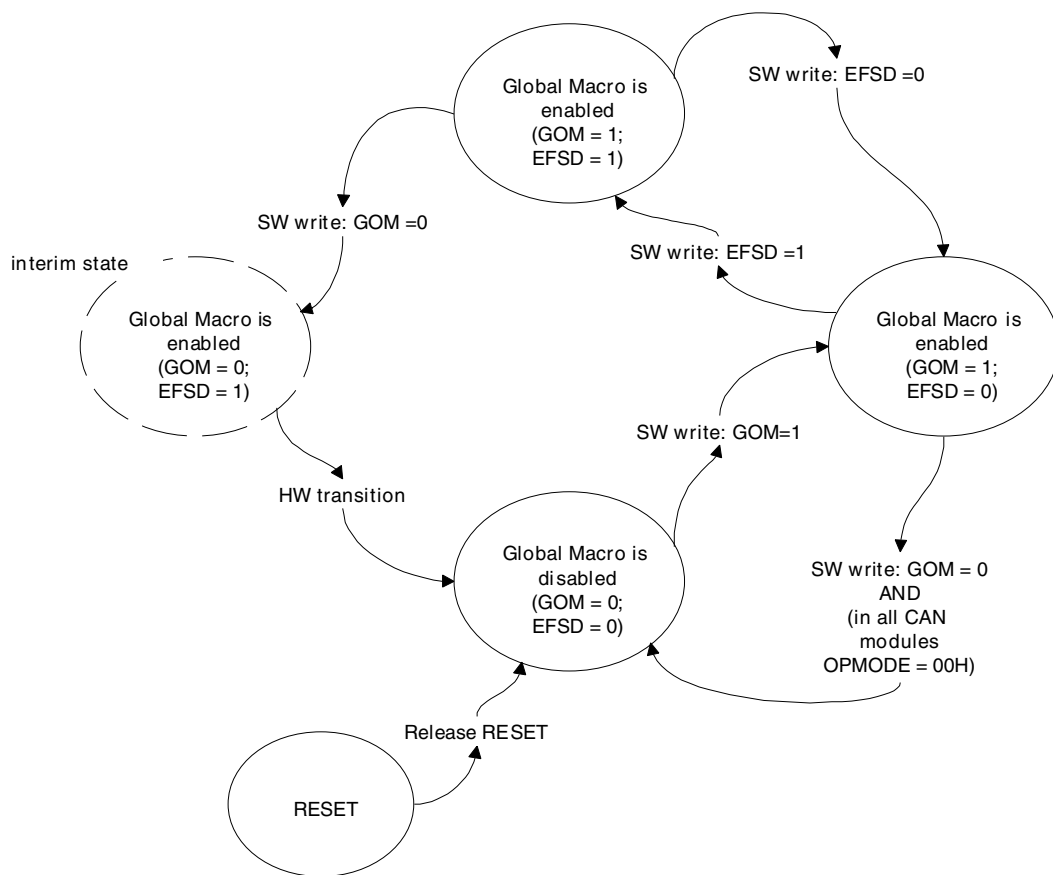 Global Macro is
enabled
(GOM = 1;
EFSD = 1)
SW write: EFSD =0
SW write: GOM =0
SW write: EFSD =1
interim state
Global Macro is
enabled
(GOM = 0;
EFSD = 1)
Global Macro is
enabled
(GOM = 1;
EFSD = 0)
SW write: GOM=1
HW transition
Global Macro is
disabled
(GOM = 0;
EFSD = 0)
SW write: GOM = 0
AND
(in all CAN
modules
OPMODE = 00H)
Release RESET
RESET